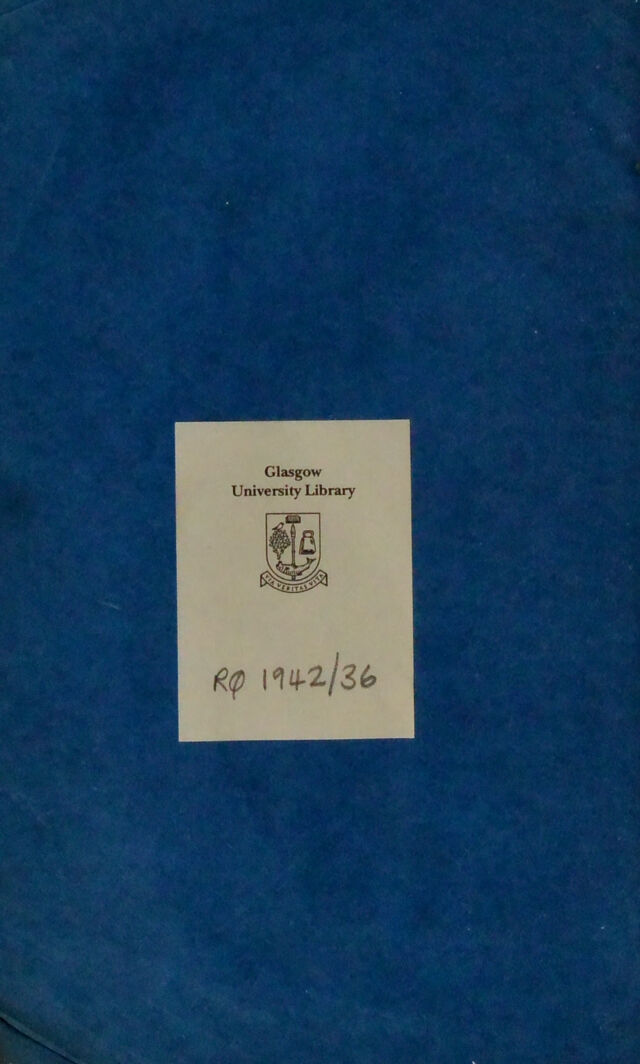 Glasgow
University Library
VIA VERITAS VITA
RQ 1942/36